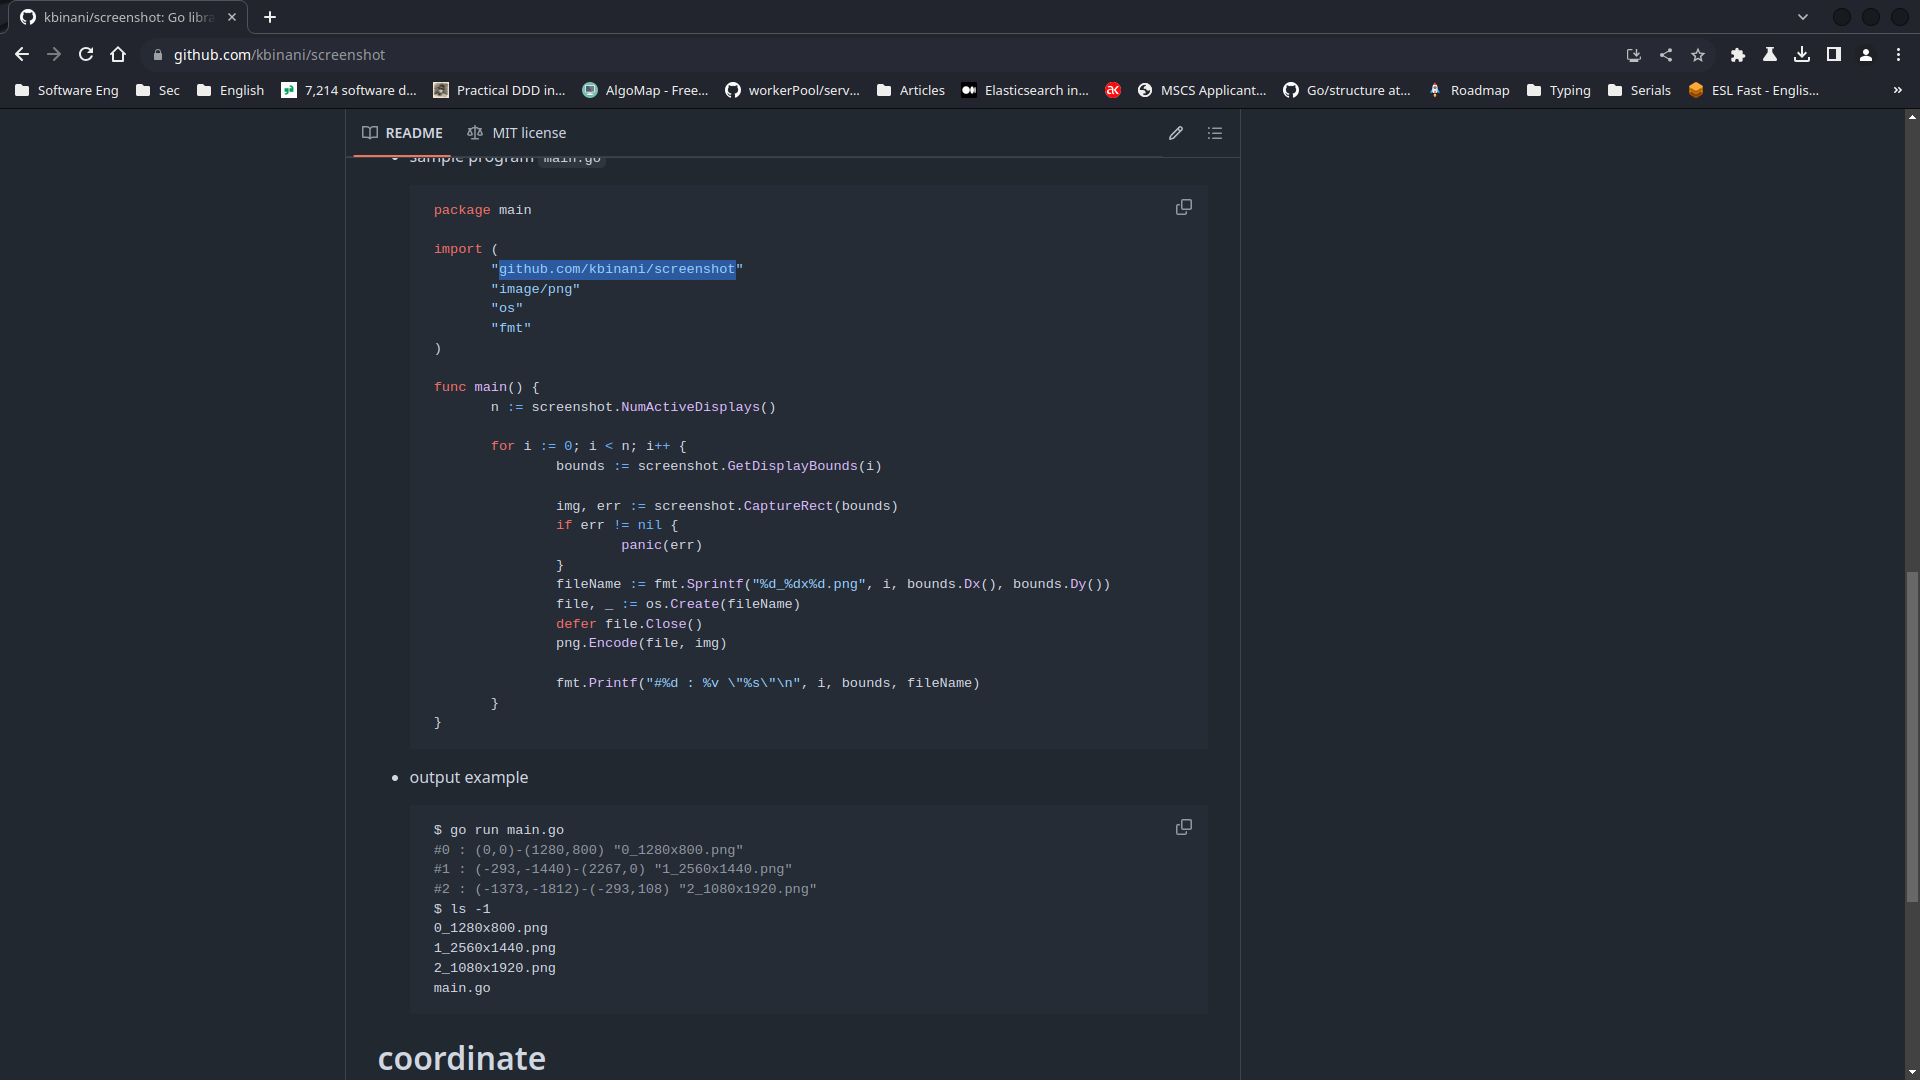 kbinani/screenshot: Go libra
github.com/kbinani/screenshot
Software Eng
Sec
English
7,214 software d...
Practical DDD in...
AlgoMap - Free...
workerPool/serv...
Articles
Elasticsearch in...
ak
MSCS Applicant...
Go/structure at...
Roadmap
Typing
Serials
ESL Fast - Englis...
»
README
MIT license
sample program main.go
package main
import (
"github.com/kbinani/screenshot"
"image/png"
"os"
"fmt"
)
func main() {
n := screenshot.NumActiveDisplays()
for i := 0; i < n; i++ {
bounds := screenshot.GetDisplayBounds(i)
img, err := screenshot.CaptureRect(bounds)
if err != nil {
panic(err)
}
fileName := fmt.Sprintf("%d_%dx%d.png", i, bounds.Dx(), bounds.Dy())
file, _ := os.Create(fileName)
defer file.Close()
png.Encode(file, img)
fmt.Printf("#%d : %v \"%s\"\n", i, bounds, fileName)
}
}
output example
$ go run main.go
#0 : (0,0)-(1280,800) "0_1280x800.png"
#1 : (-293,-1440)-(2267,0) "1_2560x1440.png"
#2 : (-1373,-1812)-(-293,108) "2_1080x1920.png"
$ ls -1
0_1280x800.png
1_2560x1440.png
2_1080x1920.png
main.go
coordinate